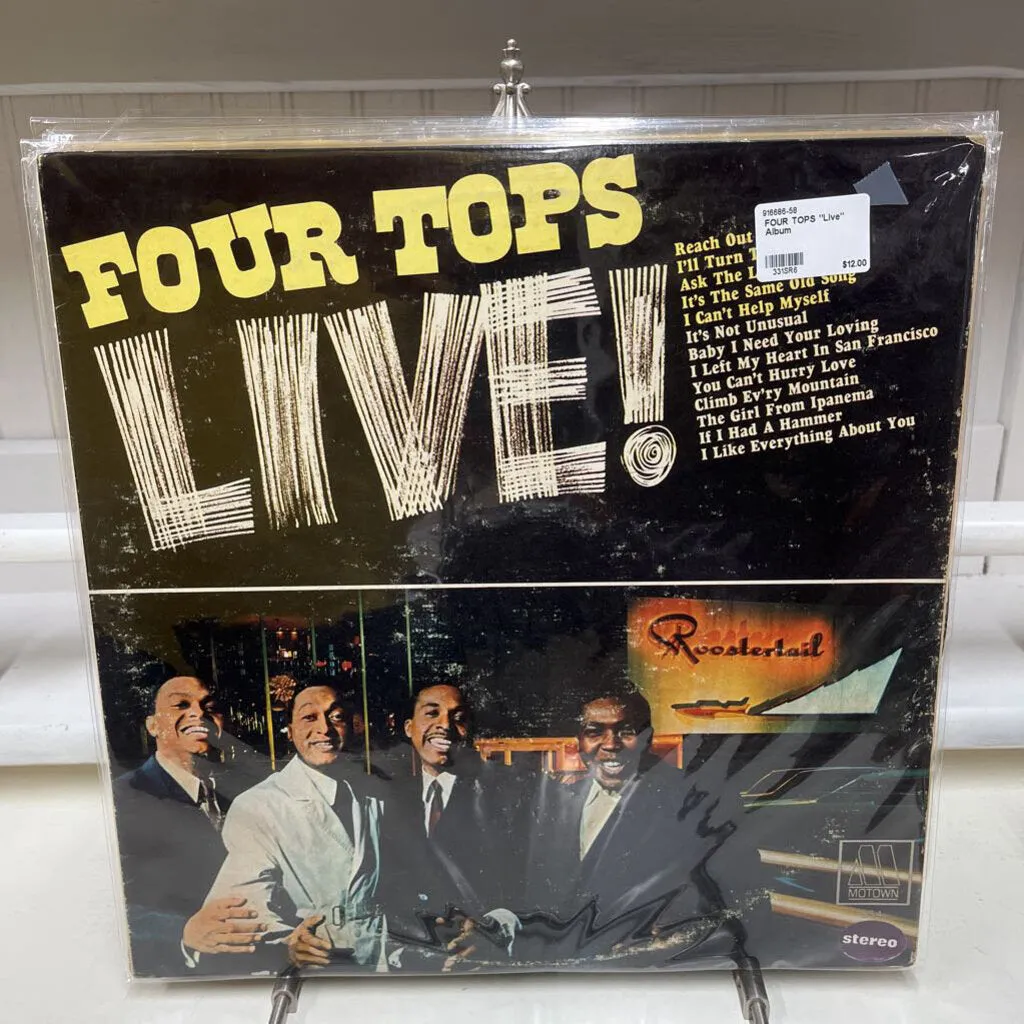 FOUR TOPS
LIVE!
916686-58
FOUR TOPS "Live"
Album
331SR6
$12.00
Reach Out
I'll Turn
Ask The
It's The Same Old Song
I Can't Help Myself
It's Not Unusual
Baby I Need Your Loving
I Left My Heart In San Francisco
You Can't Hurry Love
Climb Ev'ry Mountain
The Girl From Ipanema
If I Had A Hammer
I Like Everything About You
Roostertail
MOTOWN
stereo